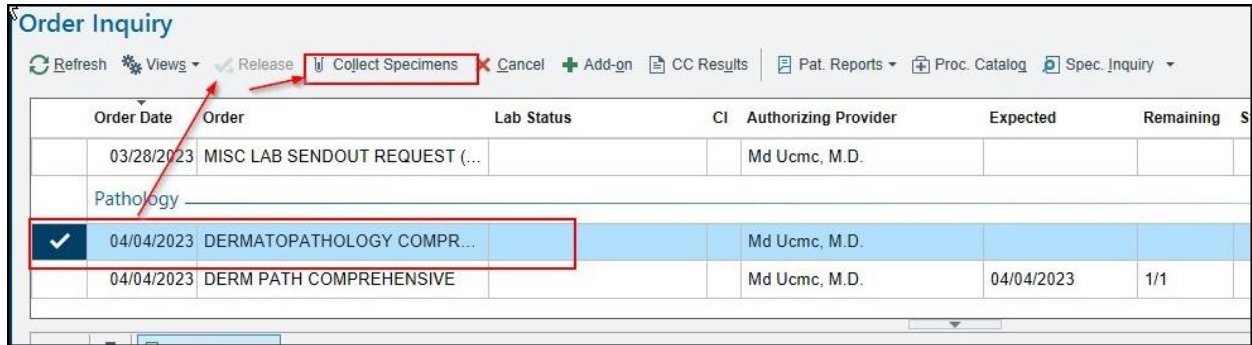 Order Inquiry
Refresh Views Release Collect Specimens Cancel Add-on CC Results Pat. Reports Proc. Catalog Spec. Inquiry
Order Date Order Lab Status CI Authorizing Provider Expected Remaining S
03/28/2023 MISC LAB SENDOUT REQUEST (... Md Ucmc, M.D.
Pathology
04/04/2023 DERMATOPATHOLOGY COMPR... Md Ucmc, M.D.
04/04/2023 DERM PATH COMPREHENSIVE Md Ucmc, M.D. 04/04/2023 1/1